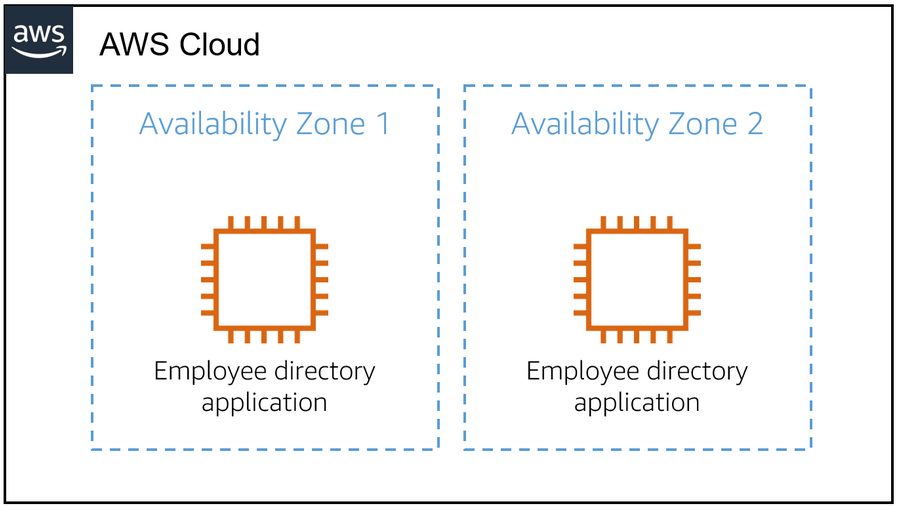 aws
AWS Cloud
Availability Zone 1
Availability Zone 2
Employee directory
application
Employee directory
application